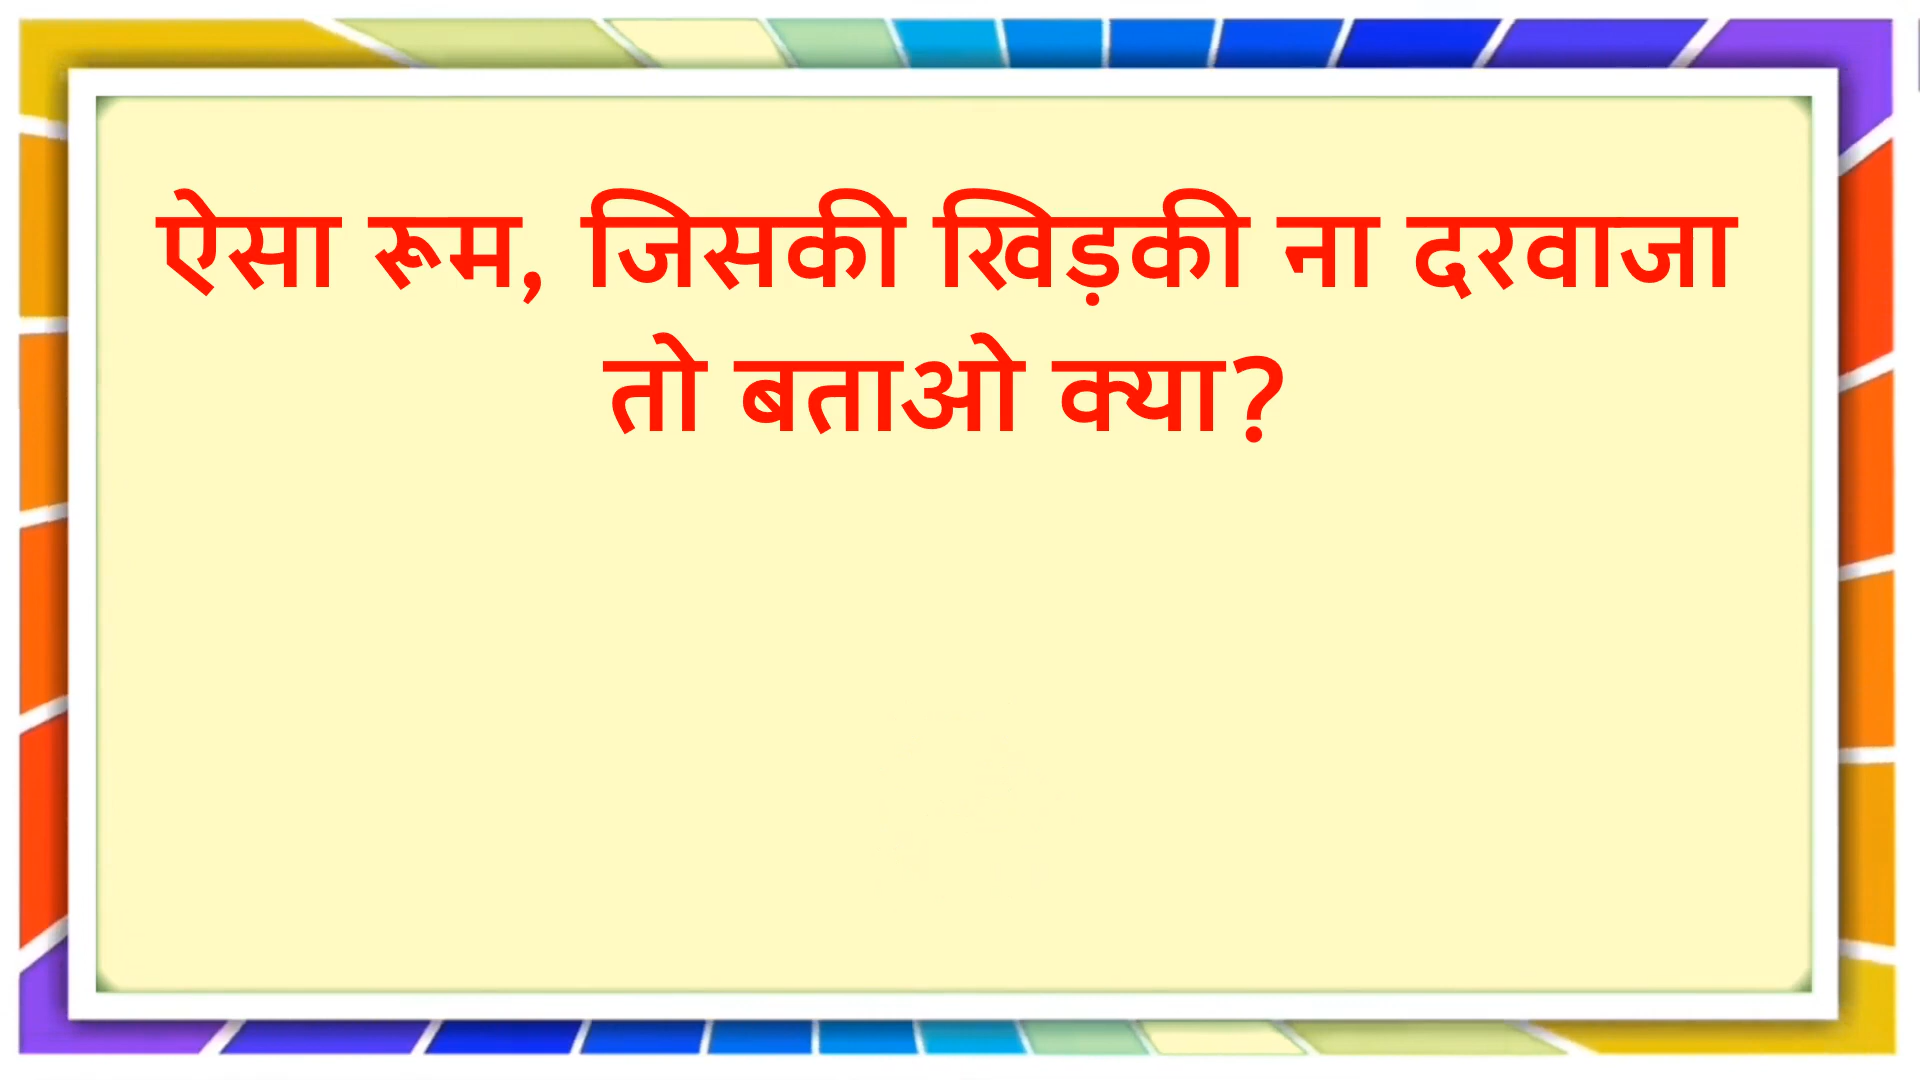 ऐसा रूम, जिसकी खिड़की ना दरवाजा
तो बताओ क्या?